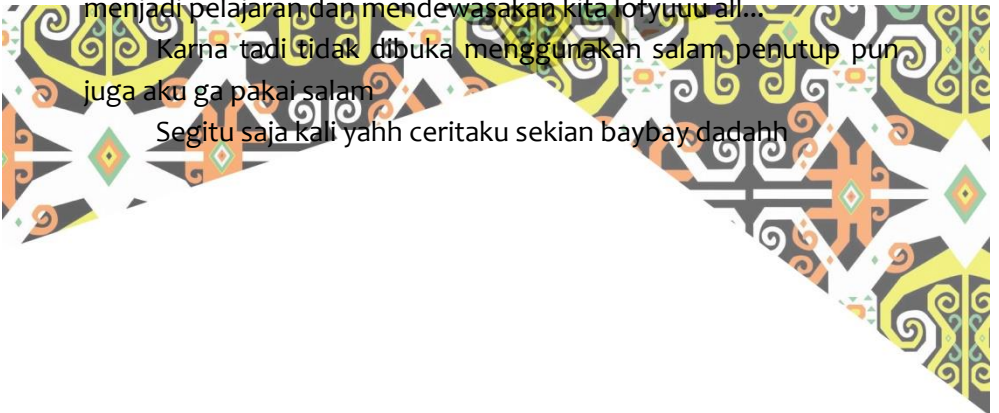 menjadi pelajaran dan mendewasakan kita lofyuuu all...
Karna tadi tidak dibuka menggunakan salam penutup pun
juga aku ga pakai salam
Segitu saja kali yahh ceritaku sekian baybay dadahh